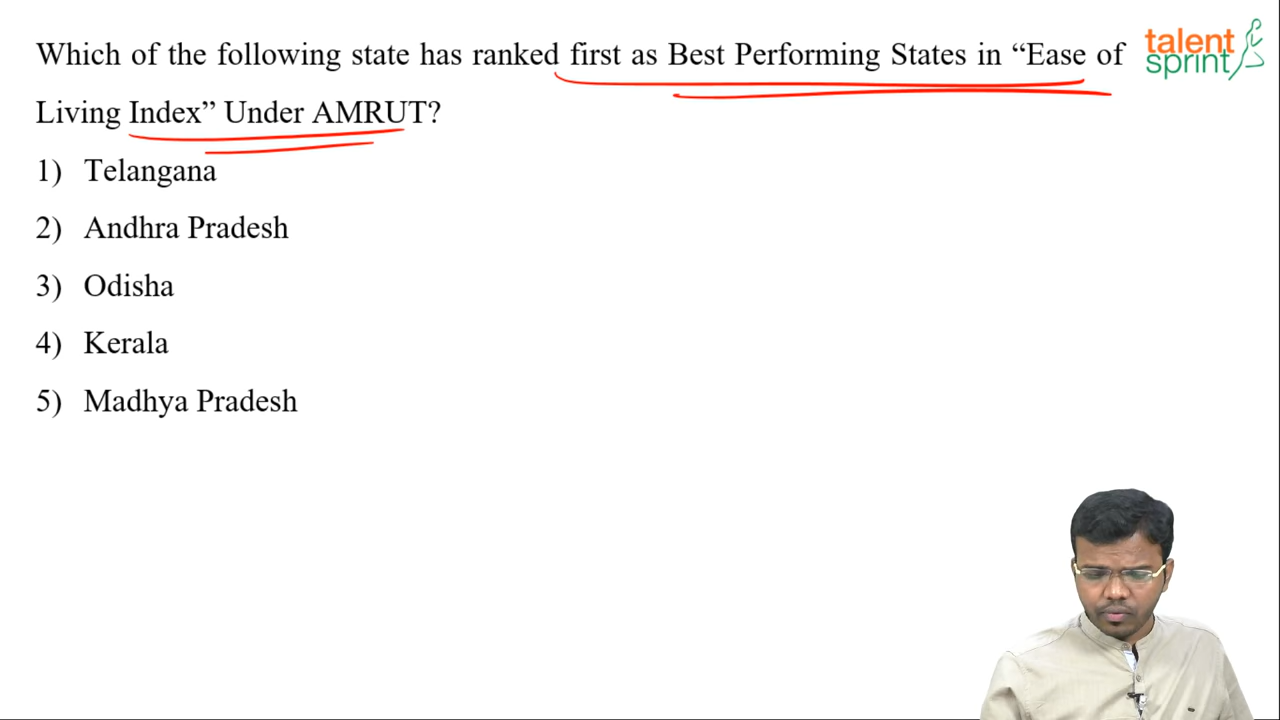 Which of the following state has ranked first as Best Performing States in “Ease of
Living Index” Under AMRUT?
1) Telangana
2) Andhra Pradesh
3) Odisha
4) Kerala
5) Madhya Pradesh
talent
sprint